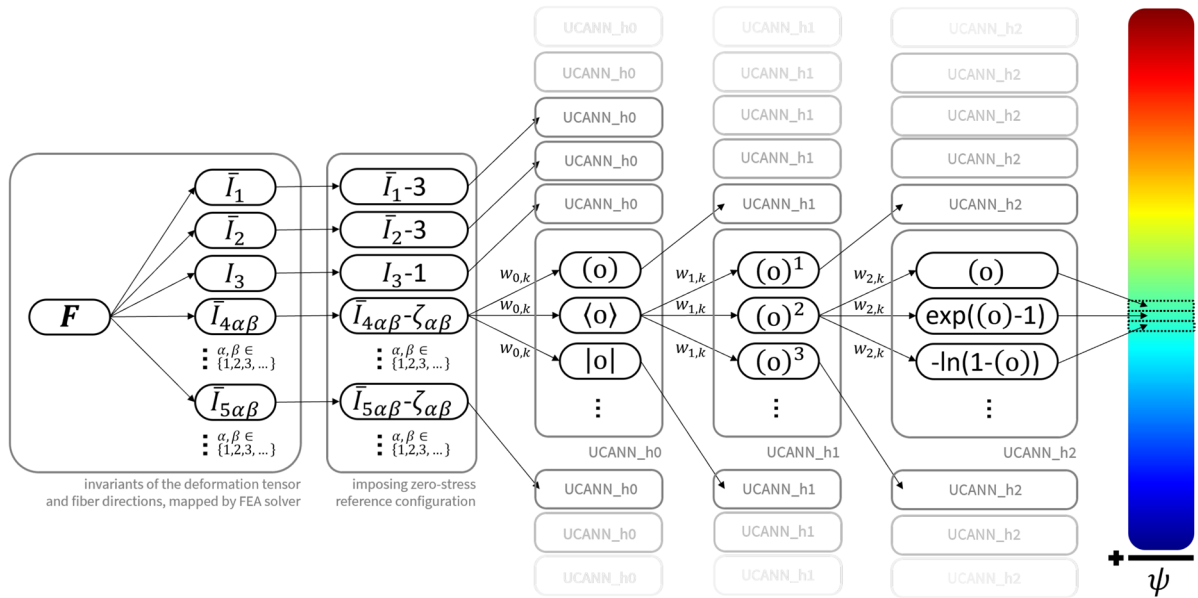 F
Ī₁
Ī₂
I₃
Ī₄αβ
⋮ α, β ∈
{1,2,3, …}
Ī₅αβ
⋮ α, β ∈
{1,2,3, …}
invariants of the deformation tensor
and fiber directions, mapped by FEA solver
Ī₁-3
Ī₂-3
I₃-1
Ī₄αβ-ζαβ
⋮ α, β ∈
{1,2,3, …}
Ī₅αβ-ζαβ
⋮ α, β ∈
{1,2,3, …}
imposing zero-stress
reference configuration
UCANN_h0
UCANN_h0
UCANN_h0
UCANN_h0
UCANN_h0
w₀,ₖ
w₀,ₖ
w₀,ₖ
(o)
⟨o⟩
|o|
⋮
UCANN_h0
UCANN_h0
UCANN_h0
UCANN_h0
UCANN_h1
UCANN_h1
UCANN_h1
UCANN_h1
UCANN_h1
w₁,ₖ
w₁,ₖ
w₁,ₖ
(o)¹
(o)²
(o)³
⋮
UCANN_h1
UCANN_h1
UCANN_h1
UCANN_h1
UCANN_h2
UCANN_h2
UCANN_h2
UCANN_h2
UCANN_h2
w₂,ₖ
w₂,ₖ
w₂,ₖ
(o)
exp((o)-1)
-ln(1-(o))
⋮
UCANN_h2
UCANN_h2
UCANN_h2
UCANN_h2
+
ψ